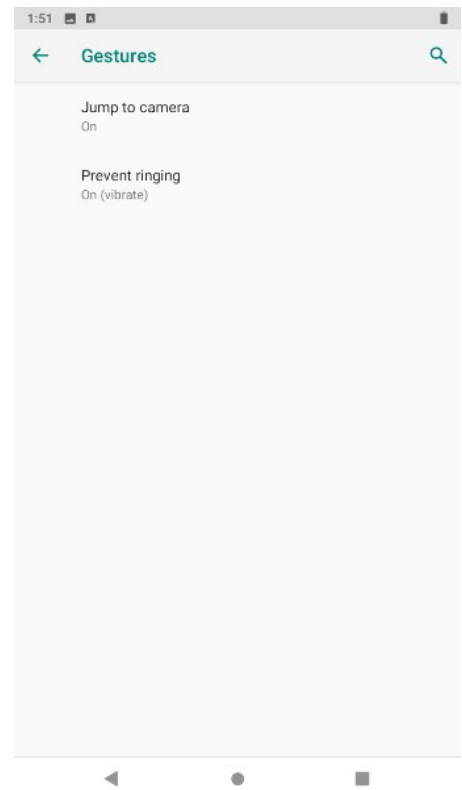 1:51
Gestures
Jump to camera
On
Prevent ringing
On (vibrate)